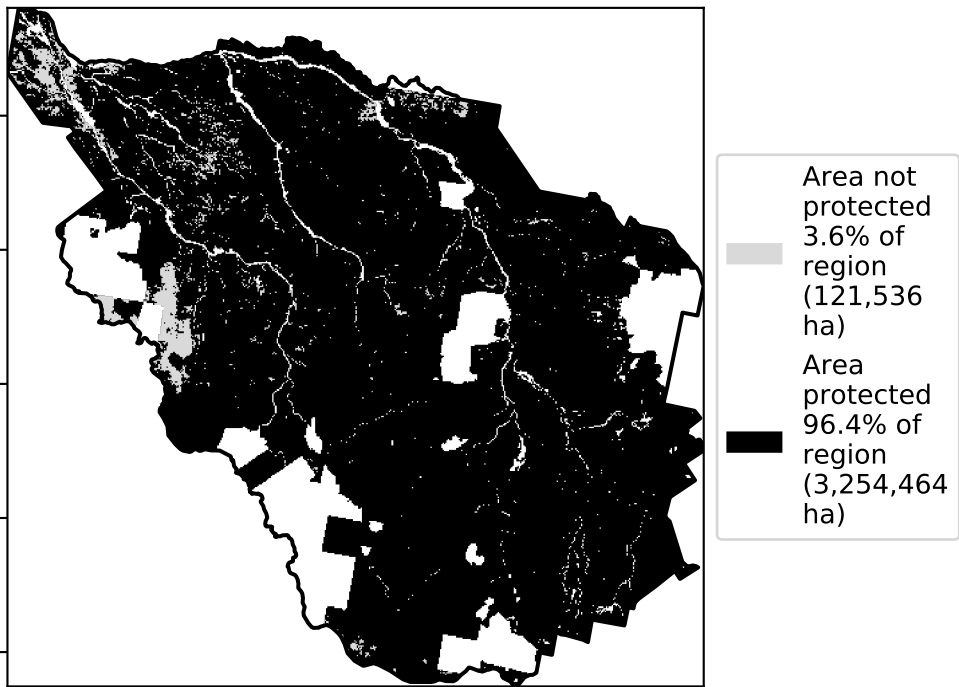 Area not
protected
3.6% of
region
(121,536
ha)
Area
protected
96.4% of
region
(3,254,464
ha)